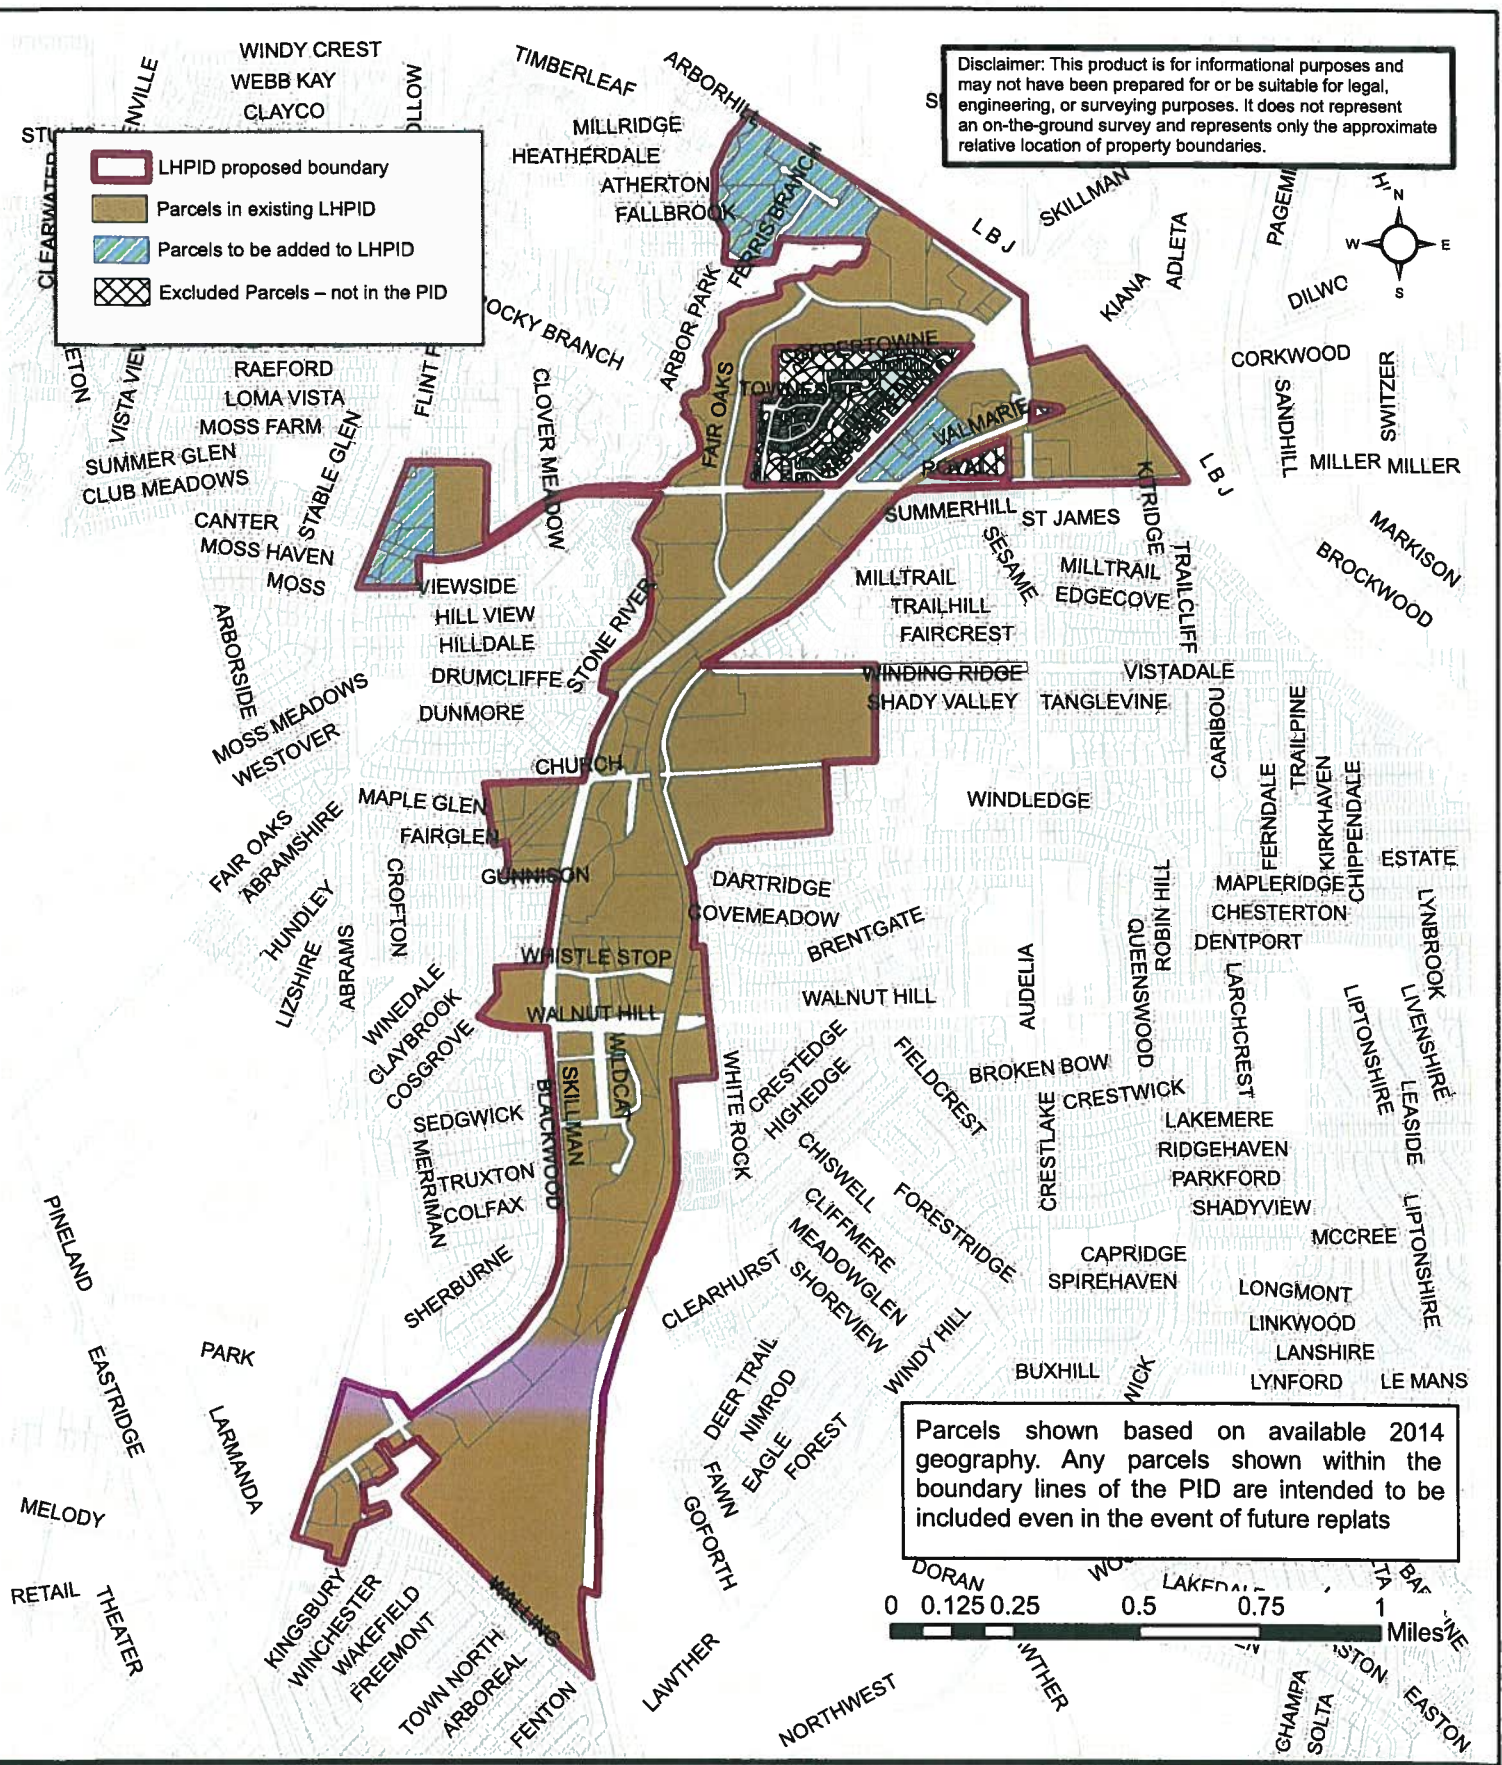 WINDY CREST
WEBB KAY
CLAYCO
TIMBERLEAF
ARBORHILL
Disclaimer: This product is for informational purposes and
may not have been prepared for or be suitable for legal,
engineering, or surveying purposes. It does not represent
an on-the-ground survey and represents only the approximate
relative location of property boundaries.
LHPID proposed boundary
Parcels in existing LHPID
Parcels to be added to LHPID
Excluded Parcels – not in the PID
CLEARWATER
MILLRIDGE
HEATHERDALE
ATHERTON
FALLBROOK
FERRIS BRANCH
LBJ
SKILLMAN
ADLETA
KIANA
N
W
E
S
ARBOR PARK
RAEFORD
LOMA VISTA
MOSS FARM
SUMMER GLEN
CLUB MEADOWS
STABLE GLEN
CANTER
MOSS HAVEN
MOSS
CLOVER MEADOW
FAIR OAKS
VALMARIE
ROYAL
CORKWOOD
SANDHILL
SWITZER
MILLER
MILLER
LBJ
KITRIDGE
MARKISON
BROCKWOOD
SUMMERHILL
ST JAMES
SESAME
MILLTRAIL
TRAILHILL
FAIRCREST
MILLTRAIL
EDGECOVE
TRAILCLIFF
VIEWSIDE
HILL VIEW
HILLDALE
DRUMCLIFFE
DUNMORE
STONE RIVER
ARBORSIDE
MOSS MEADOWS
WESTOVER
WINDING RIDGE
SHADY VALLEY
TANGLEVINE
VISTADALE
CARIBOU
TRAILPINE
FERNDALE
KIRKHAVEN
CHIPPENDALE
CHURCH
MAPLE GLEN
FAIRGLEN
GUNNISON
FAIR OAKS
ABRAMSHIRE
HUNDLEY
LIZSHIRE
ABRAMS
CROFTON
WINDLEDGE
ESTATE
MAPLERIDGE
CHESTERTON
DENTPORT
ROBIN HILL
QUEENSWOOD
LYNBROOK
DARTRIDGE
COVEMEADOW
BRENTGATE
WHISTLE STOP
WALNUT HILL
WALNUT HILL
AUDELIA
WINEDALE
CLAYBROOK
COSGROVE
WILDCAT
SKILLMAN
BLACKWOOD
WHITE ROCK
CRESTEDGE
HIGHEDGE
FIELDCREST
BROKEN BOW
CRESTWICK
CRESTLAKE
LARCHCREST
LIPTONSHIRE
LIVENSHIRE
LEASIDE
LAKEMERE
RIDGEHAVEN
PARKFORD
SHADYVIEW
MCCREE
LIPTONSHIRE
SEDGWICK
MERRIMAN
TRUXTON
COLFAX
SHERBURNE
CHISWELL
CLIFFMERE
MEADOWGLEN
SHOREVIEW
FORESTRIDGE
CLEARHURST
CAPRIDGE
SPIREHAVEN
LONGMONT
LINKWOOD
LANSHIRE
LYNFORD
LE MANS
BUXHILL
WINDY HILL
DEER TRAIL
NIMROD
EAGLE
FOREST
FAWN
GOFORTH
PINELAND
EASTRIDGE
PARK
LARMANDA
MELODY
RETAIL
THEATER
Parcels shown based on available 2014
geography. Any parcels shown within the
boundary lines of the PID are intended to be
included even in the event of future replats
DORAN
0 0.125 0.25 0.5 0.75 1
Miles
KINGSBURY
WINCHESTER
WAKEFIELD
FREEMONT
TOWN NORTH
ARBOREAL
FENTON
WALLING
LAWTHER
NORTHWEST
CHAMPA
SOLTA
EASTON